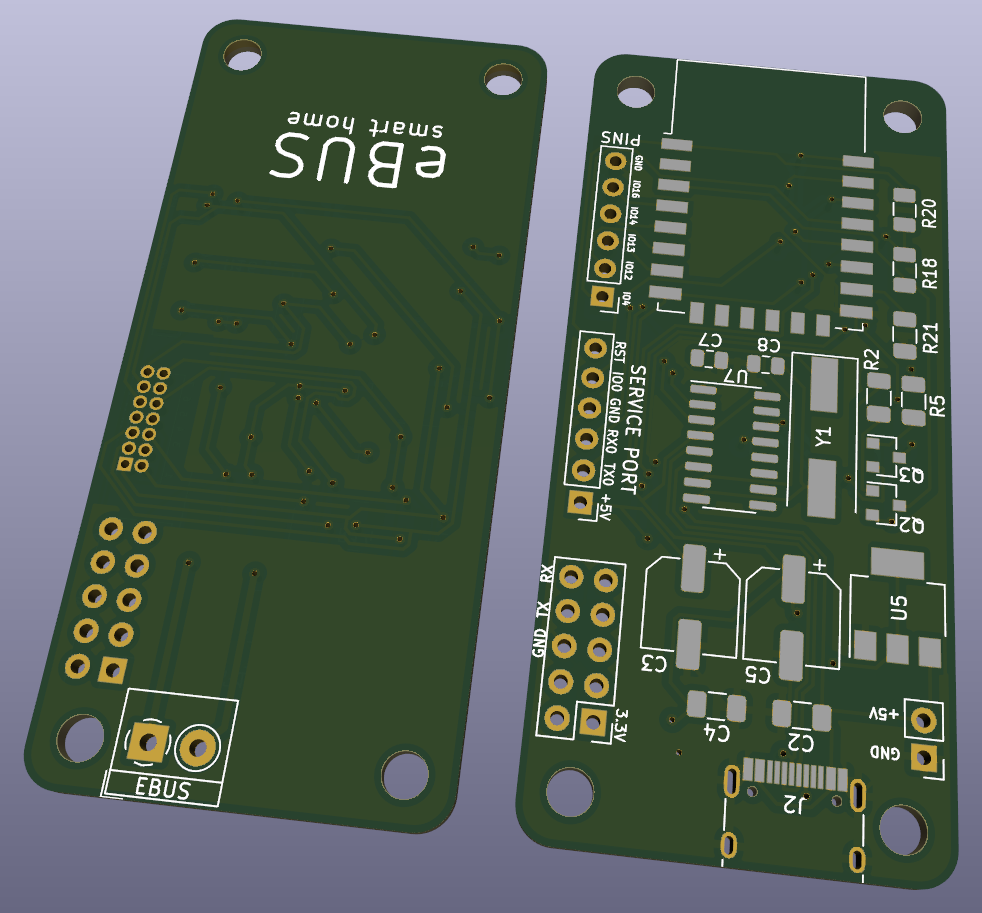 eBUS
smart home
EBUS
PINS
GND
IO16
IO14
IO13
IO12
IO4
R20
R18
R21
R2
R5
C7
C8
U7
Y1
Q3
Q2
RST
IO0
GND
RX0
TX0
+5V
SERVICE PORT
RX
TX
GND
3.3V
+
C3
+
C5
U5
C4
C2
+5V
GND
J2